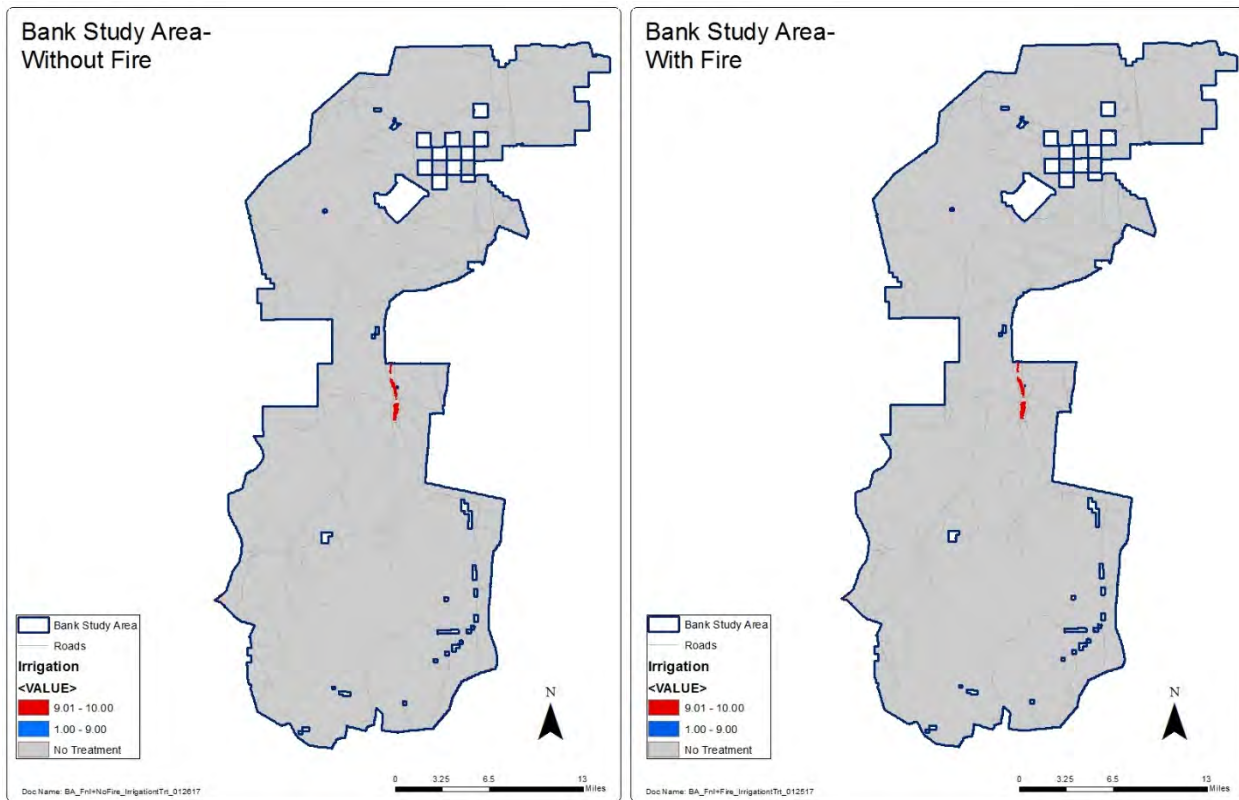 Bank Study Area-
Without Fire
Bank Study Area
Roads
Irrigation
<VALUE>
9.01 - 10.00
1.00 - 9.00
No Treatment
N
0 3.25 6.5 13
Miles
Doc Name: BA_Fnl+NoFire_IrrigationtTrt_012617
Bank Study Area-
With Fire
Bank Study Area
Roads
Irrigation
<VALUE>
9.01 - 10.00
1.00 - 9.00
No Treatment
N
0 3.25 6.5 13
Miles
Doc Name: BA_Fnl+Fire_IrrigationtTrt_012517